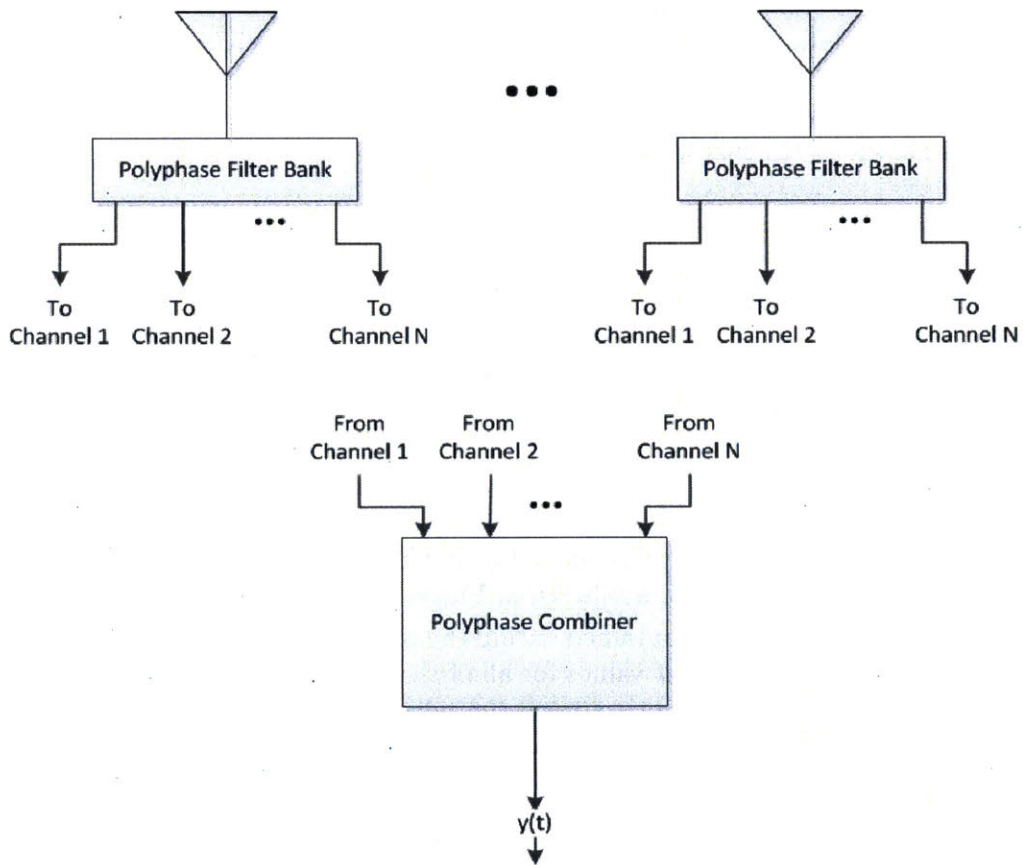 Polyphase Filter Bank
Polyphase Filter Bank
To Channel 1
To Channel 2
To Channel N
To Channel 1
To Channel 2
To Channel N
From Channel 1
From Channel 2
From Channel N
Polyphase Combiner
y(t)